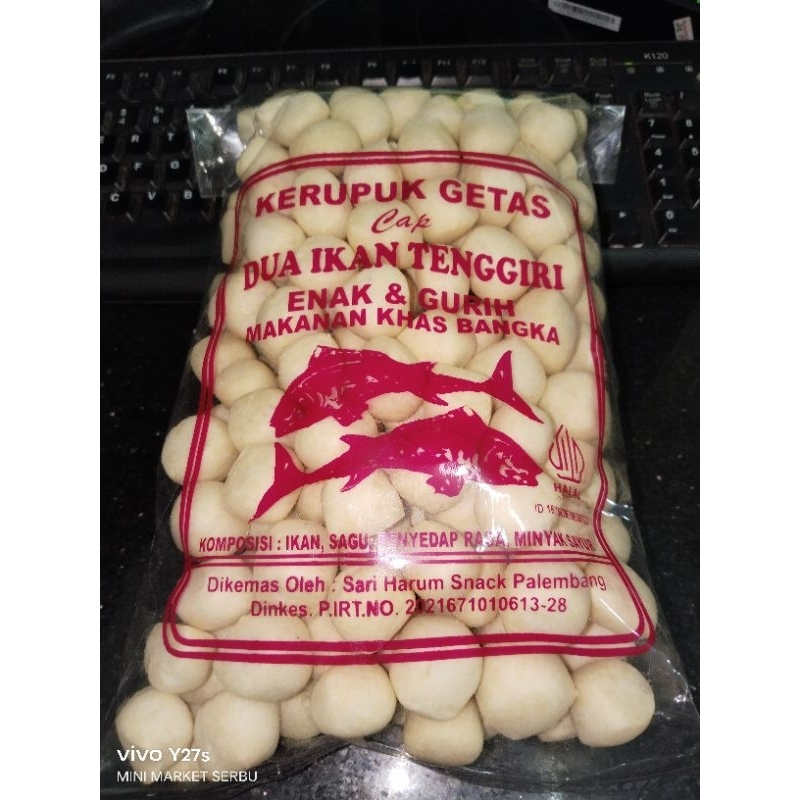 K120
KERUPUK GETAS
Cap
DUA IKAN TENGGIRI
ENAK & GURIH
MAKANAN KHAS BANGKA
HALAL
KOMPOSISI : IKAN, SAGU, PENYEDAP RASA, MINYAK SAYUR
Dikemas Oleh : Sari Harum Snack Palembang
Dinkes. P.IRT.NO. 2021671010613-28
vivo Y27s
MINI MARKET SERBU